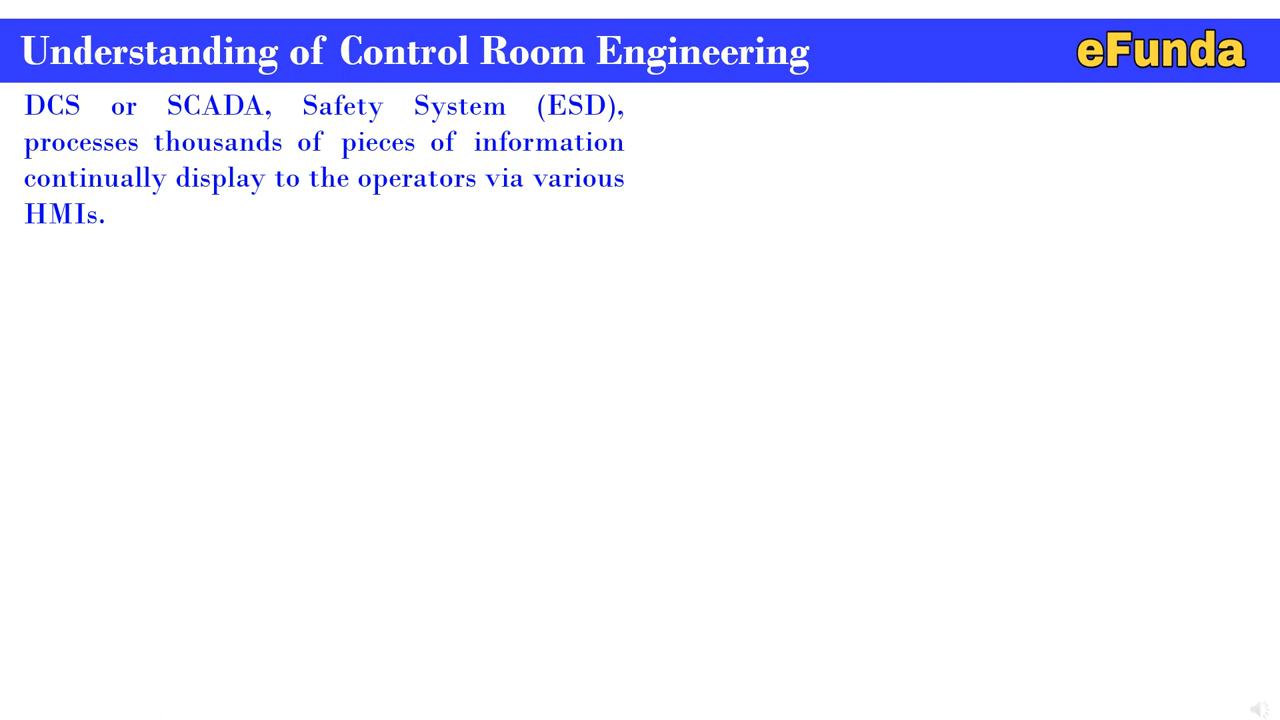 Understanding of Control Room Engineering
eFunda
DCS or SCADA, Safety System (ESD),
processes thousands of pieces of information
continually display to the operators via various
HMIs.